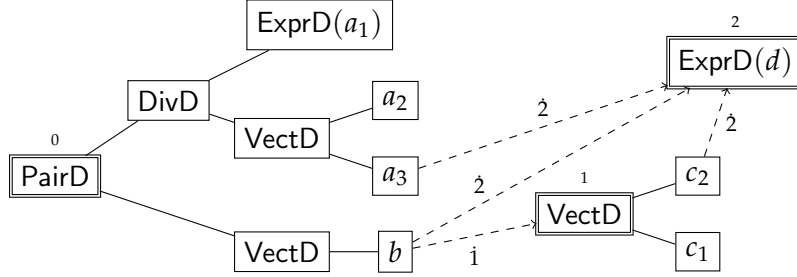 ExprD(a₁)
2
ExprD(d)
DivD
a₂
0
VectD
2̇
PairD
a₃
2̇
1
c₂
2̇
VectD
VectD
b
1̇
c₁